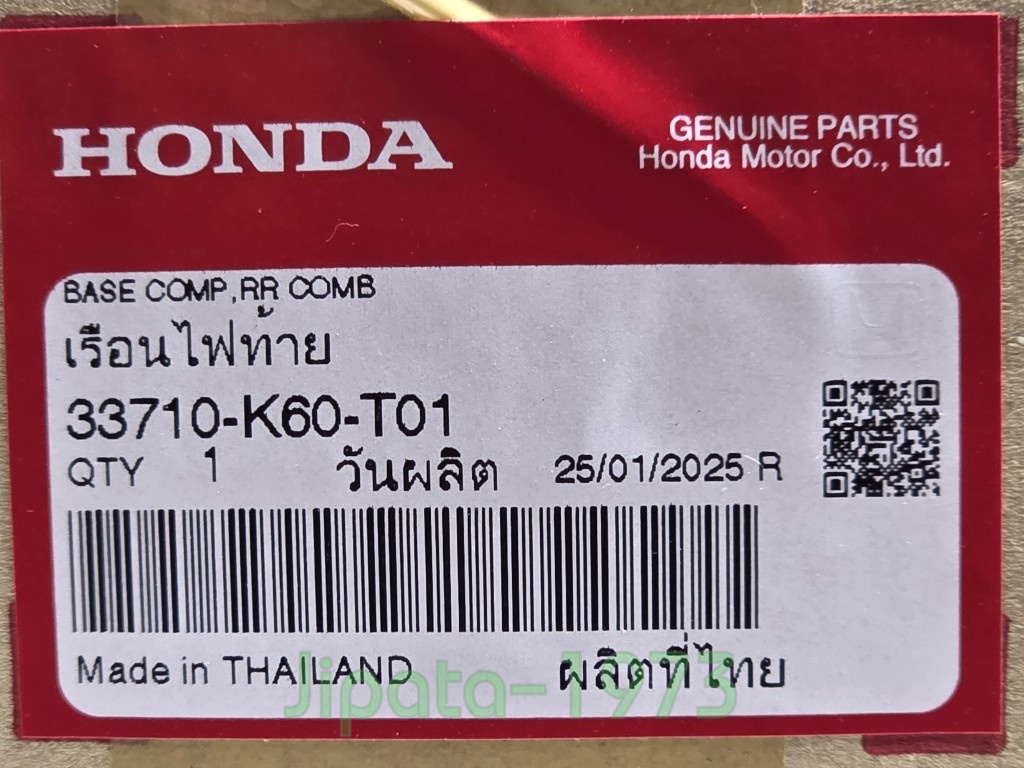 HONDA
GENUINE PARTS
Honda Motor Co., Ltd.
BASE COMP,RR COMB
เรือนไฟท้าย
33710-K60-T01
QTY 1 วันผลิต 25/01/2025 R
Made in THAILAND ผลิตที่ไทย
Jipata-1973